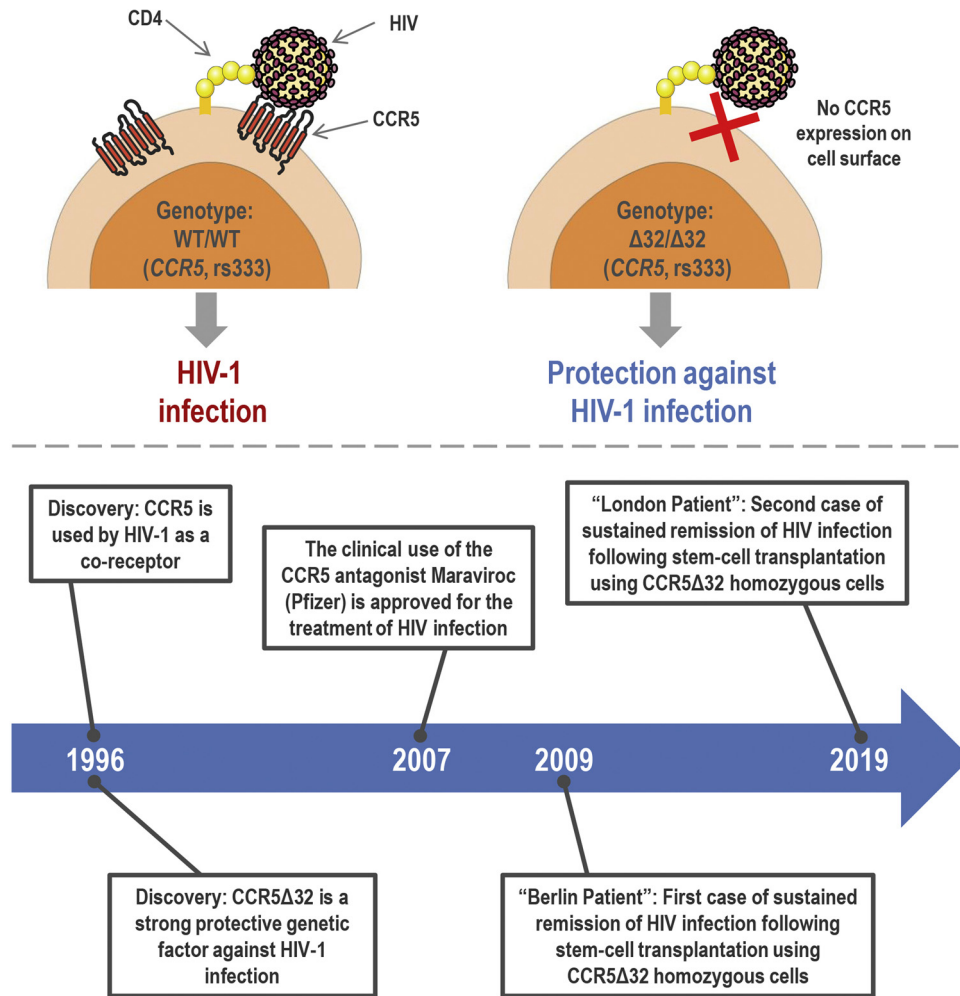 CD4
HIV
CCR5
Genotype:
WT/WT
(CCR5, rs333)
HIV-1
infection
No CCR5
expression on
cell surface
Genotype:
Δ32/Δ32
(CCR5, rs333)
Protection against
HIV-1 infection
Discovery: CCR5 is
used by HIV-1 as a
co-receptor
The clinical use of the
CCR5 antagonist Maraviroc
(Pfizer) is approved for the
treatment of HIV infection
“London Patient”: Second case of
sustained remission of HIV infection
following stem-cell transplantation
using CCR5Δ32 homozygous cells
1996
2007
2009
2019
Discovery: CCR5Δ32 is a
strong protective genetic
factor against HIV-1
infection
“Berlin Patient”: First case of sustained
remission of HIV infection following
stem-cell transplantation using
CCR5Δ32 homozygous cells